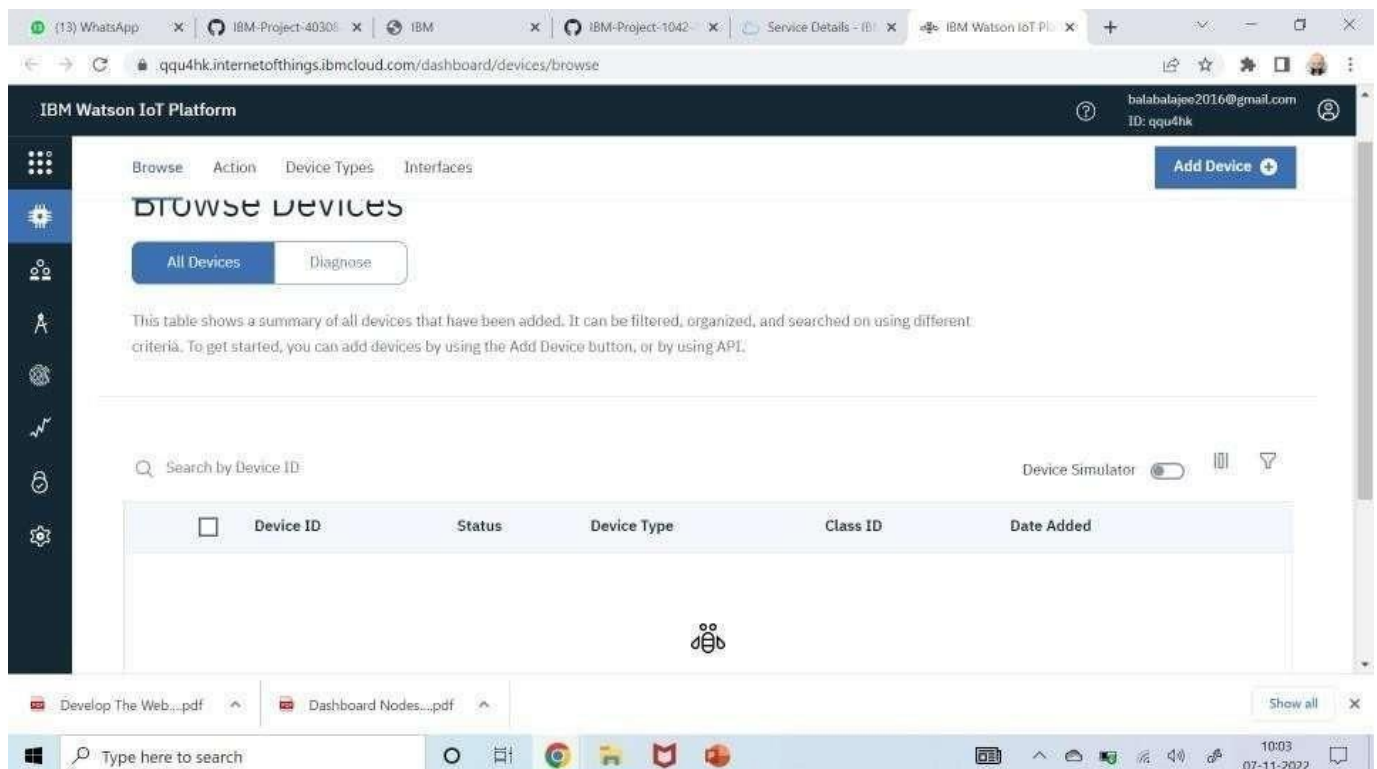 (13) WhatsApp
IBM-Project-40308
IBM
IBM-Project-1042
Service Details - IB
IBM Watson IoT Pl
qqu4hk.internetofthings.ibmcloud.com/dashboard/devices/browse
IBM Watson IoT Platform
balabalajee2016@gmail.com
ID: qqu4hk
Browse Action Device Types Interfaces
Add Device
Browse Devices
All Devices Diagnose
This table shows a summary of all devices that have been added. It can be filtered, organized, and searched on using different
criteria. To get started, you can add devices by using the Add Device button, or by using API.
Search by Device ID
Device Simulator
Device ID Status Device Type Class ID Date Added
Develop The Web....pdf
Dashboard Nodes....pdf
Show all
Type here to search
10:03
07-11-2022